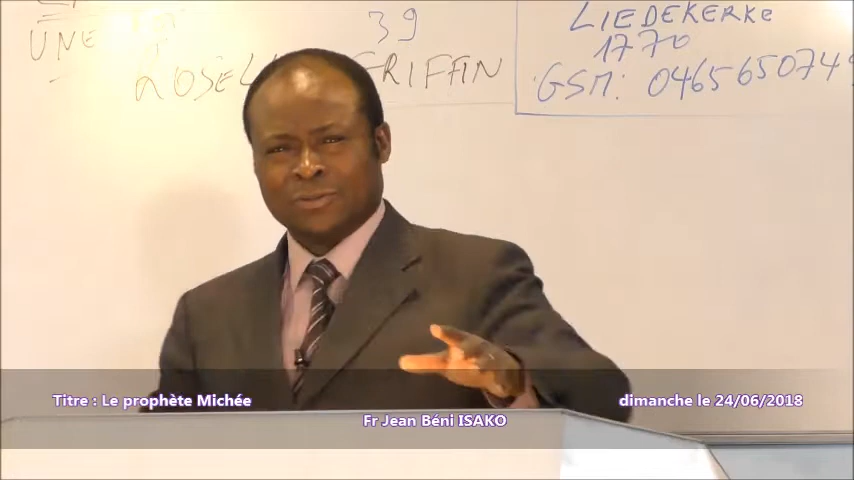 39
LIEDEKERKE
1770
GSM: 046565074
UNE
GRIFFIN
Titre : Le prophète Michée
dimanche le 24/06/2018
Fr Jean Béni ISAKO